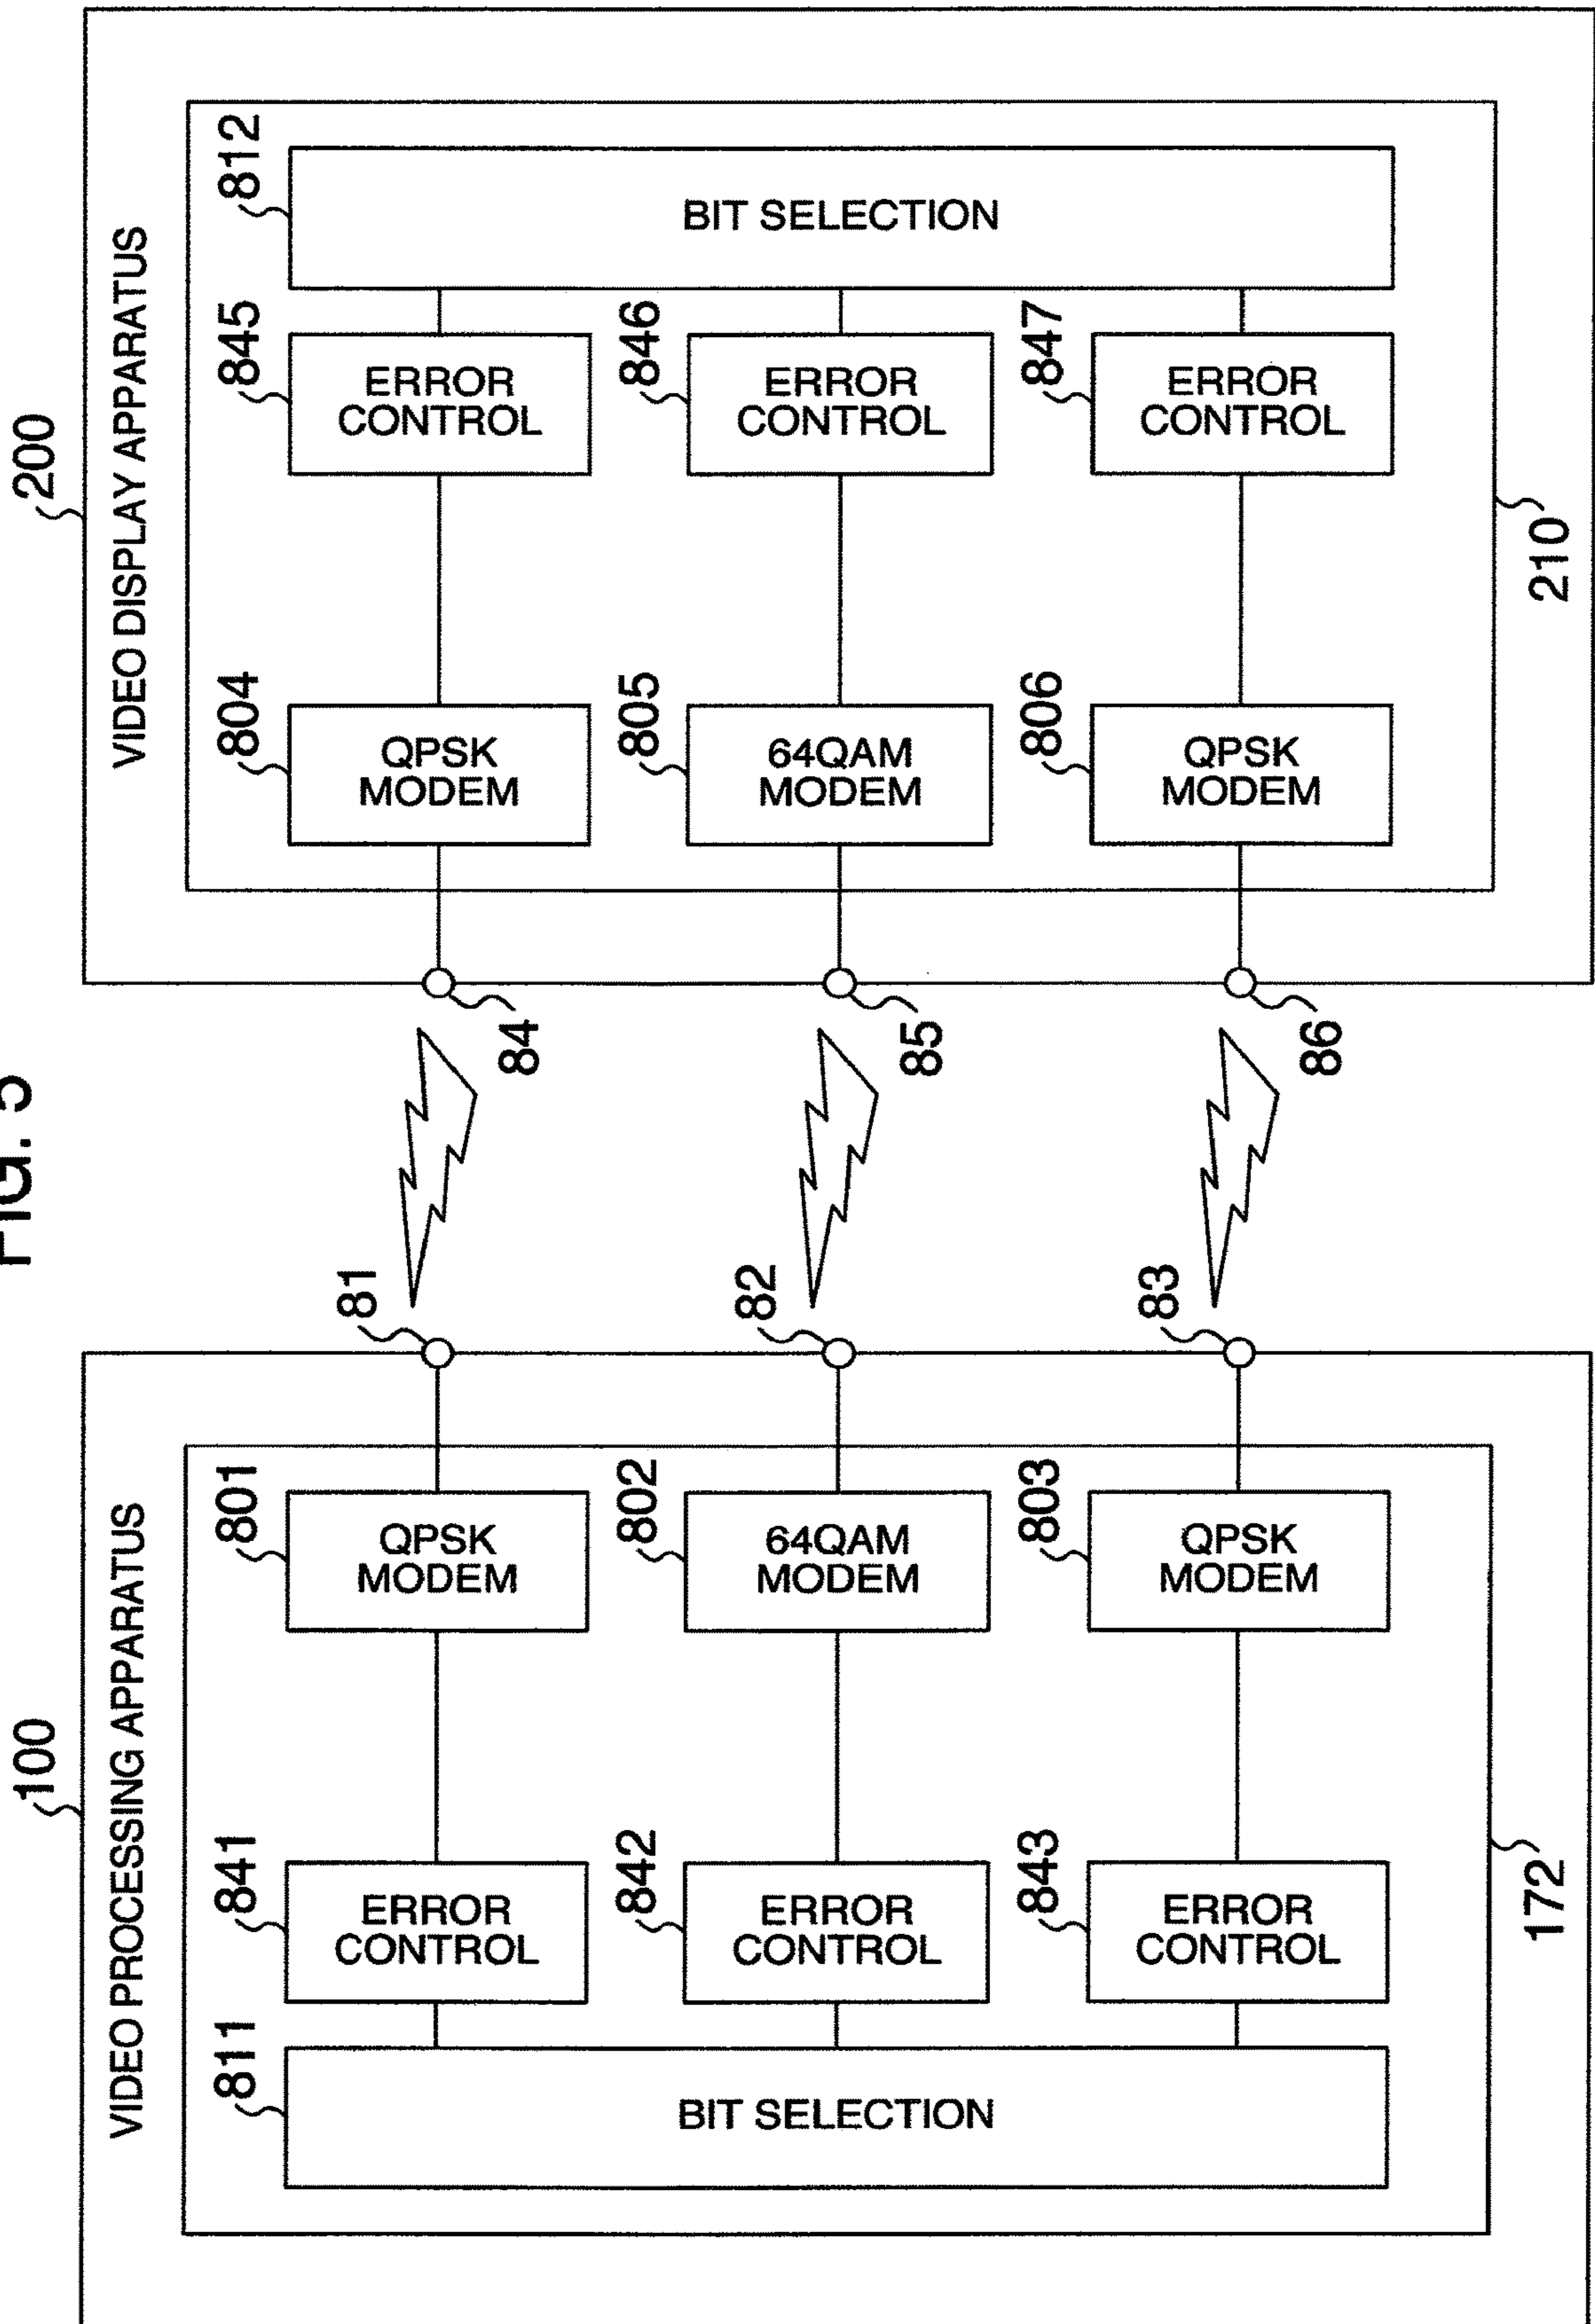 FIG. 5
100
VIDEO PROCESSING APPARATUS
811
BIT SELECTION
841
ERROR
CONTROL
842
ERROR
CONTROL
843
ERROR
CONTROL
801
QPSK
MODEM
802
64QAM
MODEM
803
QPSK
MODEM
172
81
82
83
200
VIDEO DISPLAY APPARATUS
84
85
86
804
QPSK
MODEM
805
64QAM
MODEM
806
QPSK
MODEM
845
ERROR
CONTROL
846
ERROR
CONTROL
847
ERROR
CONTROL
812
BIT SELECTION
210